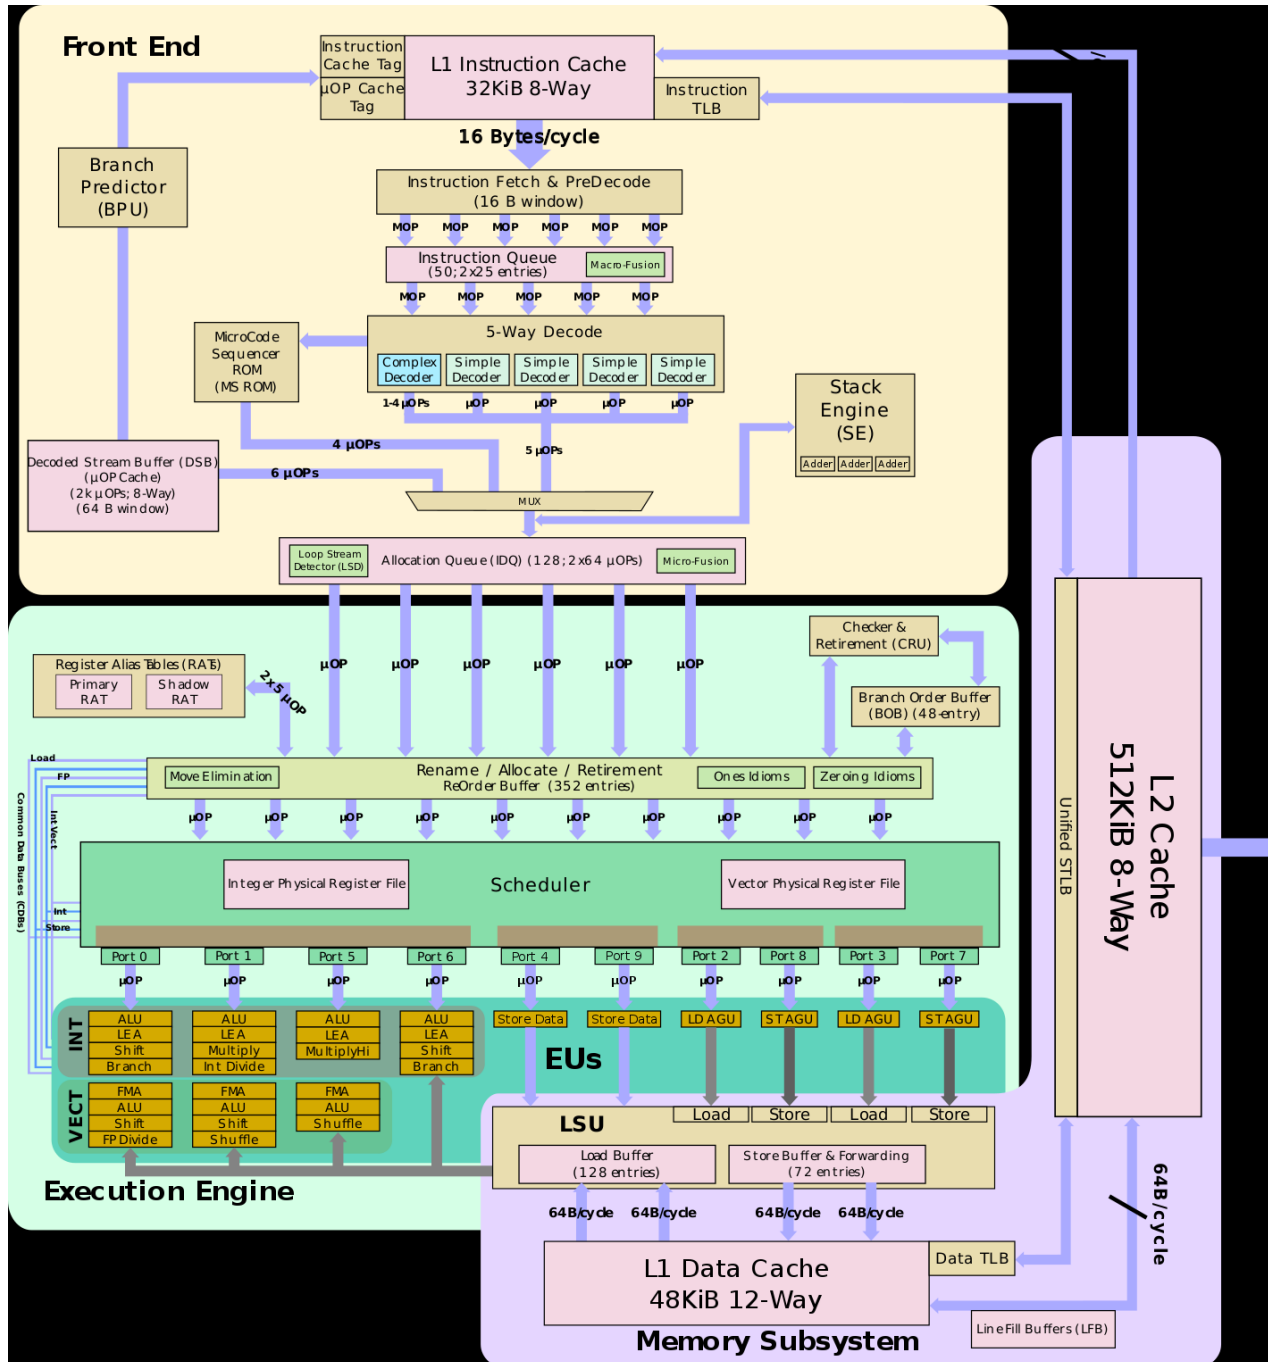 Front End
Instruction
Cache Tag
µOP Cache
Tag
L1 Instruction Cache
32KiB 8-Way
Instruction
TLB
16 Bytes/cycle
Branch
Predictor
(BPU)
Instruction Fetch & PreDecode
(16 B window)
MOP MOP MOP MOP MOP MOP
Instruction Queue
(50; 2x25 entries)
Macro-Fusion
MOP MOP MOP MOP MOP
5-Way Decode
Complex
Decoder
Simple
Decoder
Simple
Decoder
Simple
Decoder
Simple
Decoder
1-4 µOPs µOP µOP µOP µOP
MicroCode
Sequencer
ROM
(MS ROM)
Stack
Engine
(SE)
Adder Adder Adder
4 µOPs
5 µOPs
6 µOPs
Decoded Stream Buffer (DSB)
(µOP Cache)
(2k µOPs; 8-Way)
(64 B window)
MUX
Loop Stream
Detector (LSD)
Allocation Queue (IDQ) (128; 2x64 µOPs)
Micro-Fusion
µOP µOP µOP µOP µOP µOP
Register Alias Tables (RATs)
Primary
RAT
Shadow
RAT
2x5 µOP
Checker &
Retirement (CRU)
Branch Order Buffer
(BOB) (48-entry)
Move Elimination
Rename / Allocate / Retirement
ReOrder Buffer (352 entries)
Ones Idioms
Zeroing Idioms
Load
FP
Common Data Buses (CDBs)
Int Vect
Int
Store
µOP µOP µOP µOP µOP µOP µOP µOP µOP µOP
Integer Physical Register File
Scheduler
Vector Physical Register File
Port 0 Port 1 Port 5 Port 6 Port 4 Port 9 Port 2 Port 8 Port 3 Port 7
µOP µOP µOP µOP µOP µOP µOP µOP µOP µOP
INT
ALU
LEA
Shift
Branch
ALU
LEA
Multiply
Int Divide
ALU
LEA
MultiplyHi
ALU
LEA
Shift
Branch
Store Data
Store Data
LD AGU
STAGU
LD AGU
STAGU
EUs
VECT
FMA
ALU
Shift
FP Divide
FMA
ALU
Shift
Shuffle
FMA
ALU
Shuffle
Execution Engine
LSU
Load
Store
Load
Store
Load Buffer
(128 entries)
Store Buffer & Forwarding
(72 entries)
64B/cycle 64B/cycle 64B/cycle 64B/cycle
L1 Data Cache
48KiB 12-Way
Data TLB
Line Fill Buffers (LFB)
Memory Subsystem
Unified STLB
L2 Cache
512KiB 8-Way
64B/cycle